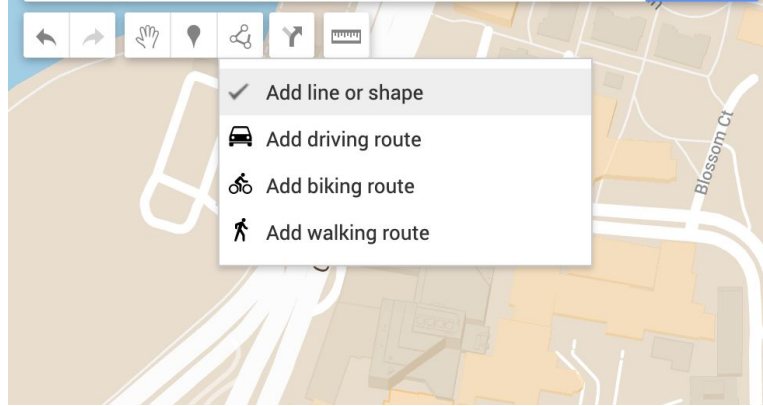 Add line or shape
Add driving route
Add biking route
Add walking route
Blossom Ct